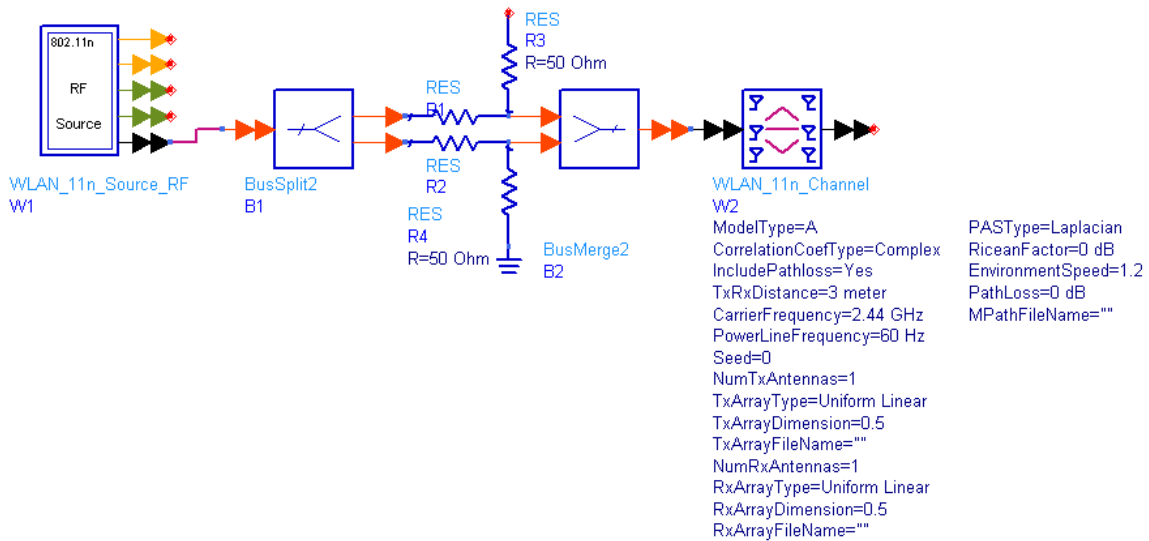 802.11n
RF
Source
WLAN_11n_Source_RF
W1
BusSplit2
B1
RES
R1
RES
R2
RES
R3
R=50 Ohm
RES
R4
R=50 Ohm
BusMerge2
B2
WLAN_11n_Channel
W2
ModelType=A
CorrelationCoefType=Complex
IncludePathloss=Yes
TxRxDistance=3 meter
CarrierFrequency=2.44 GHz
PowerLineFrequency=60 Hz
Seed=0
NumTxAntennas=1
TxArrayType=Uniform Linear
TxArrayDimension=0.5
TxArrayFileName=""
NumRxAntennas=1
RxArrayType=Uniform Linear
RxArrayDimension=0.5
RxArrayFileName=""
PASType=Laplacian
RiceanFactor=0 dB
EnvironmentSpeed=1.2
PathLoss=0 dB
MPathFileName=""